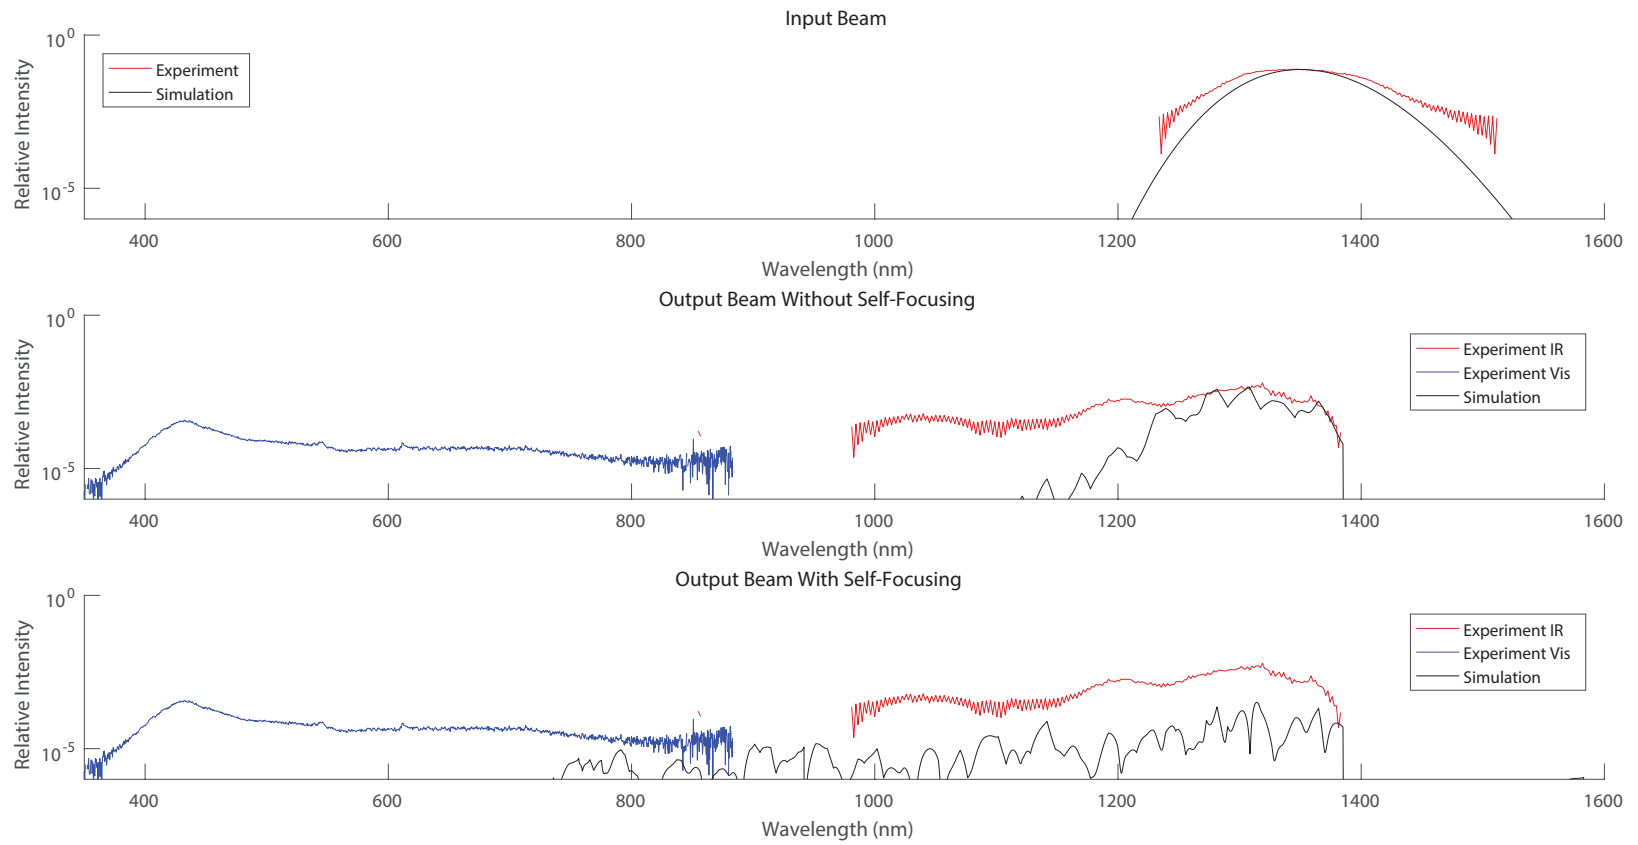 Input Beam
10^0
10^-5
Relative Intensity
Experiment
Simulation
400 600 800 1000 1200 1400 1600
Wavelength (nm)
Output Beam Without Self-Focusing
10^0
10^-5
Relative Intensity
Experiment IR
Experiment Vis
Simulation
400 600 800 1000 1200 1400 1600
Wavelength (nm)
Output Beam With Self-Focusing
10^0
10^-5
Relative Intensity
Experiment IR
Experiment Vis
Simulation
400 600 800 1000 1200 1400 1600
Wavelength (nm)